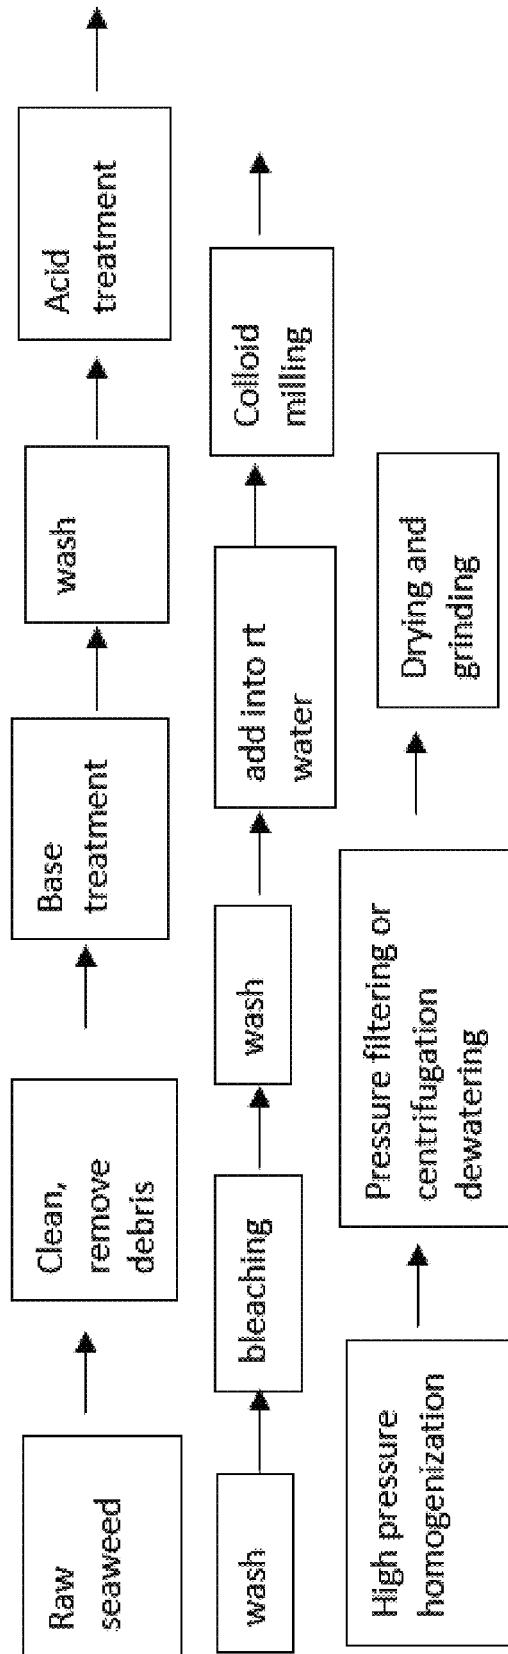 Raw
seaweed
Clean,
remove
debris
Base
treatment
wash
Acid
treatment
wash
bleaching
wash
add into rt
water
Colloid
milling
High pressure
homogenization
Pressure filtering or
centrifugation
dewatering
Drying and
grinding